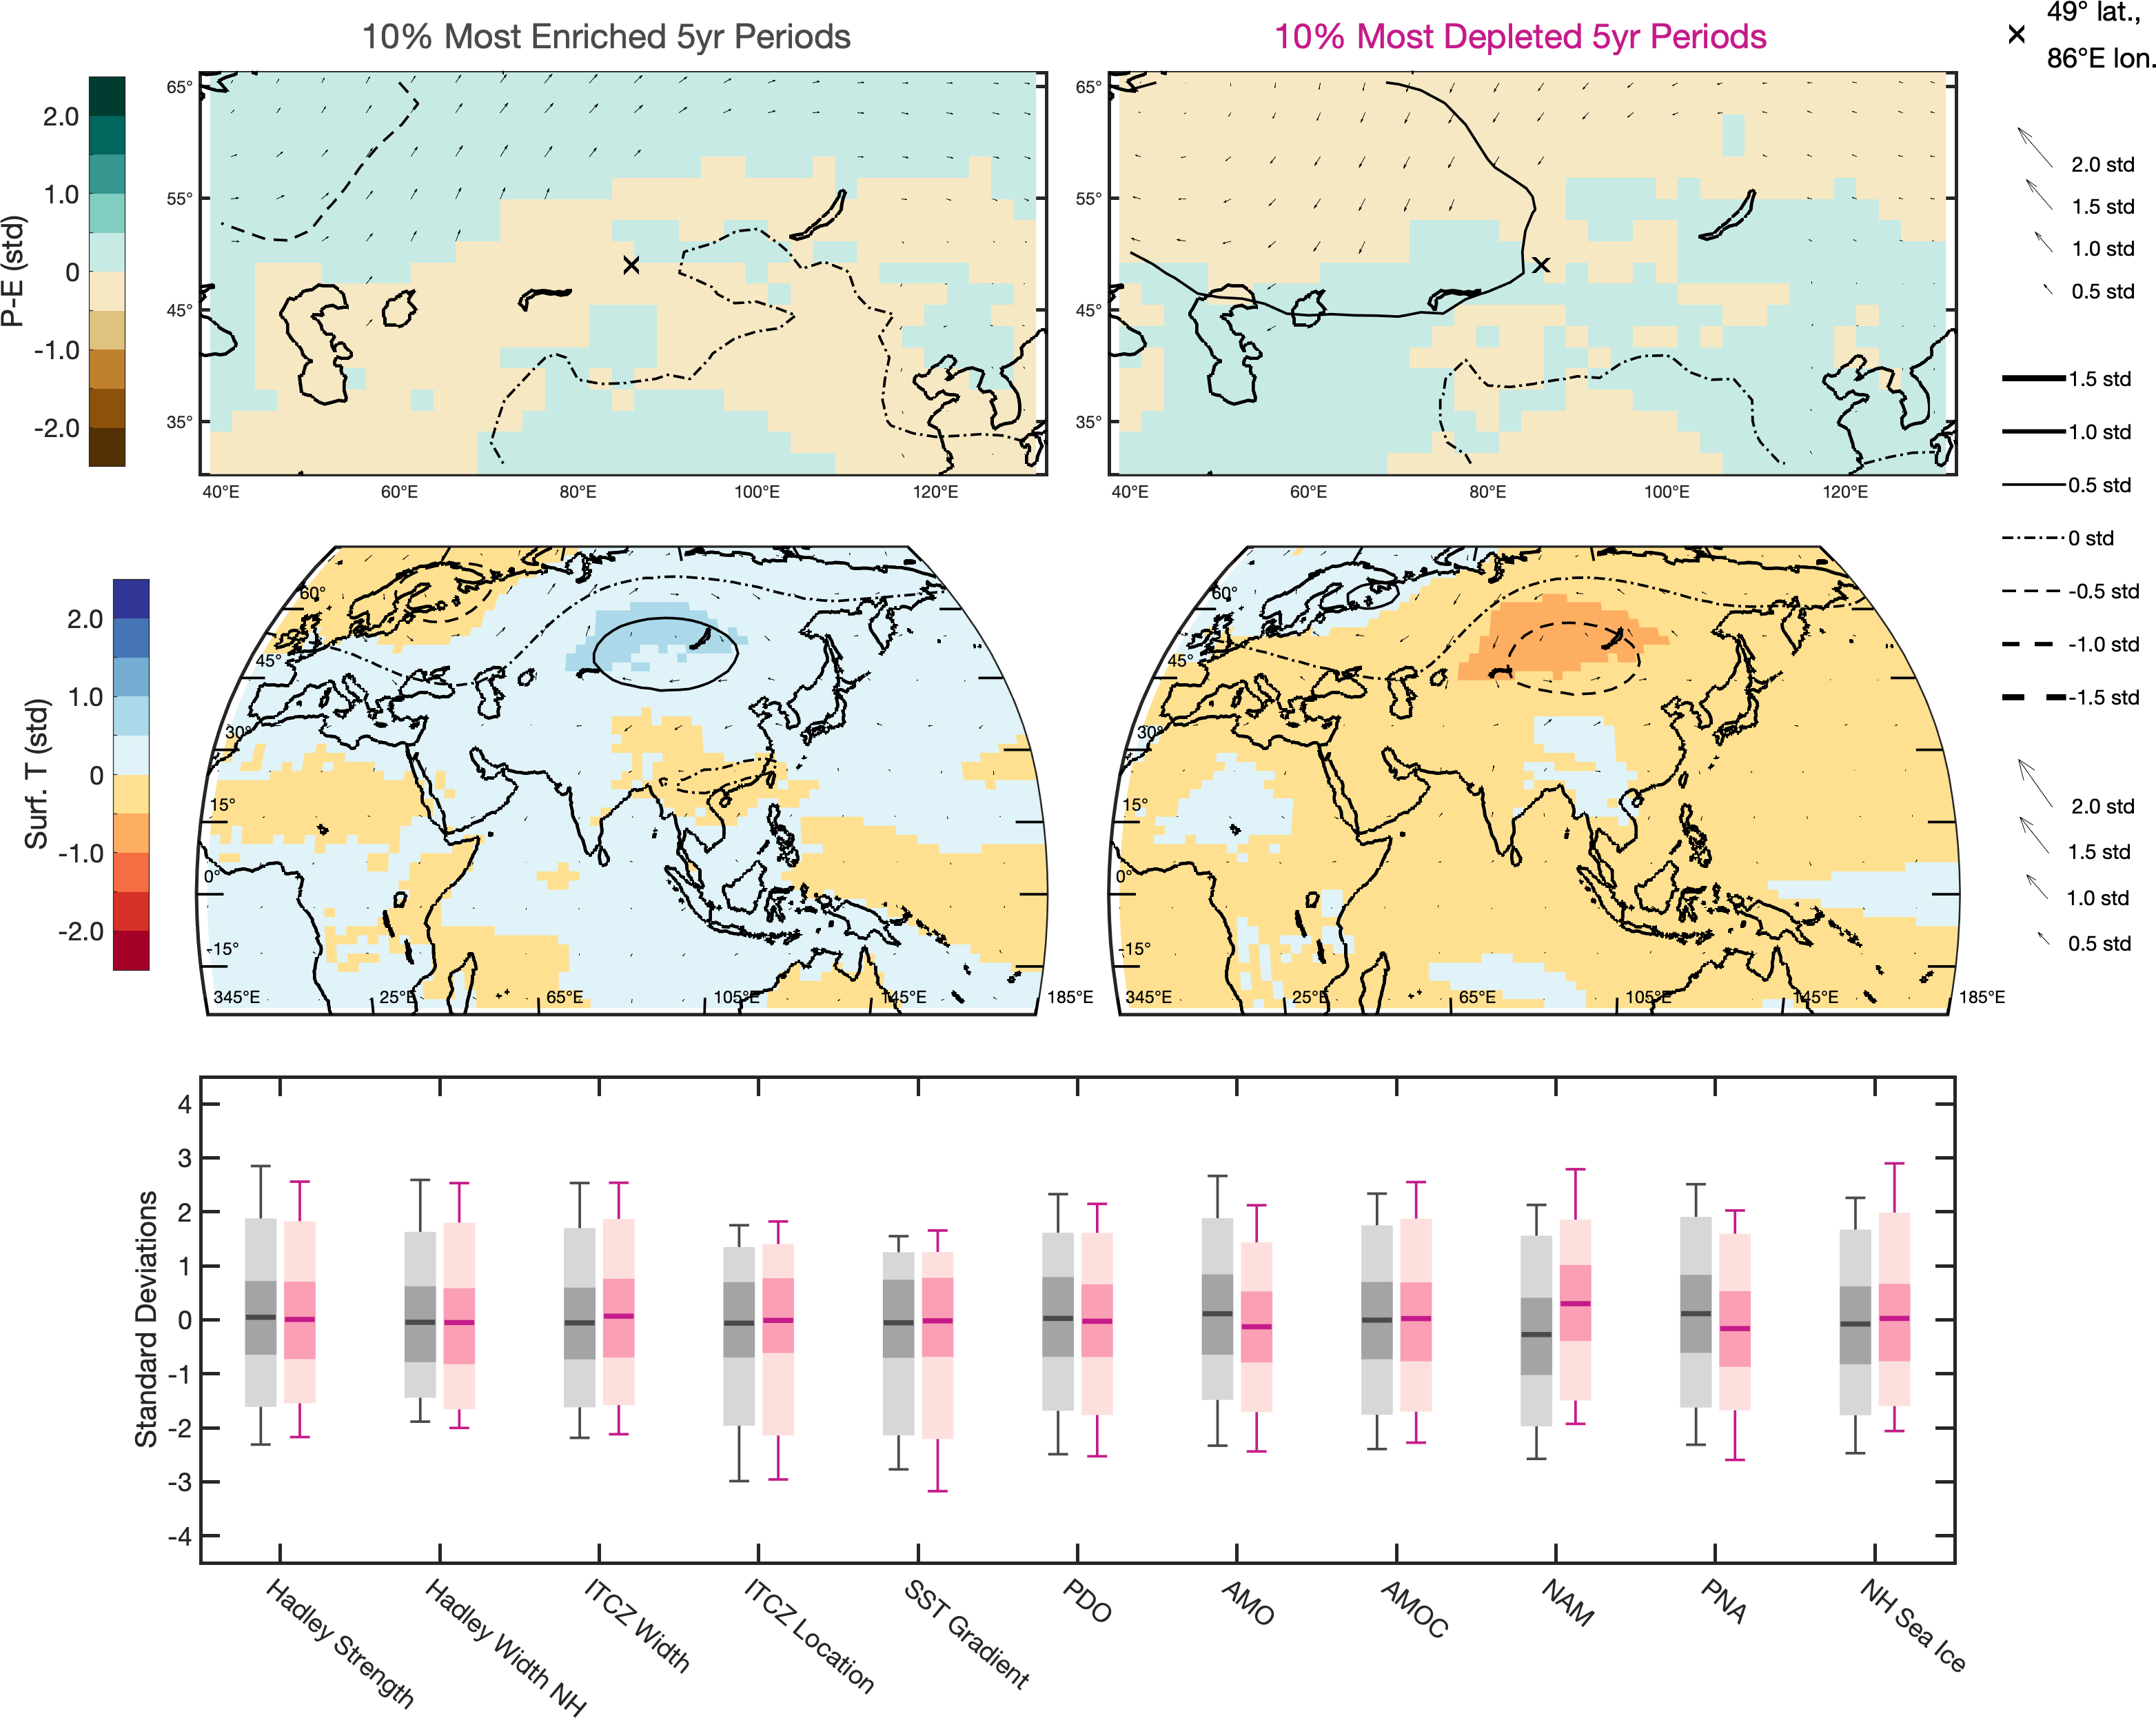 10% Most Enriched 5yr Periods
10% Most Depleted 5yr Periods
49° lat.,
86°E lon.
P-E (std)
2.0
1.0
0
-1.0
-2.0
65°
55°
45°
35°
40°E
60°E
80°E
100°E
120°E
65°
55°
45°
35°
40°E
60°E
80°E
100°E
120°E
2.0 std
1.5 std
1.0 std
0.5 std
1.5 std
1.0 std
0.5 std
0 std
-0.5 std
-1.0 std
-1.5 std
2.0 std
1.5 std
1.0 std
0.5 std
Surf. T (std)
2.0
1.0
0
-1.0
-2.0
60°
45°
30°
15°
0°
-15°
345°E
25°E
65°E
105°E
145°E
185°E
60°
45°
30°
15°
0°
-15°
345°E
25°E
65°E
105°E
145°E
185°E
Standard Deviations
4
3
2
1
0
-1
-2
-3
-4
Hadley Strength
Hadley Width NH
ITCZ Width
ITCZ Location
SST Gradient
PDO
AMO
AMOC
NAM
PNA
NH Sea Ice